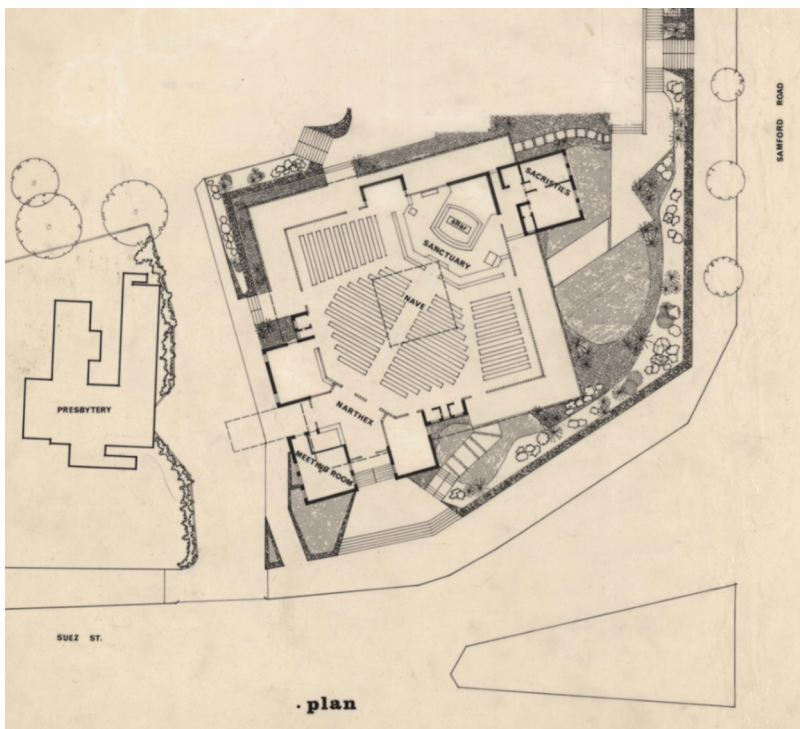 SAMFORD ROAD
SACRISTIES
altar
SANCTUARY
NAVE
PRESBYTERY
NARTHEX
MEETING ROOM
SUEZ ST.
. plan